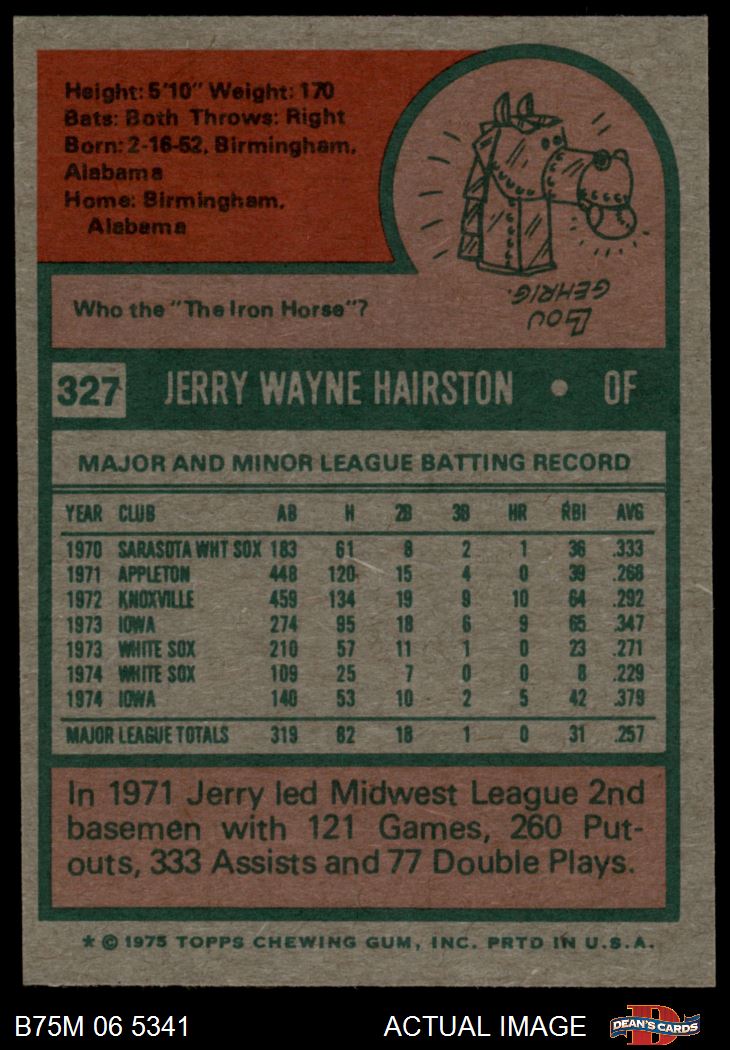 Height: 5'10" Weight: 170
Bats: Both Throws: Right
Born: 2-16-52, Birmingham,
Alabama
Home: Birmingham,
Alabama
Who the "The Iron Horse"?
LOU
GEHRIG.
327 JERRY WAYNE HAIRSTON • OF
MAJOR AND MINOR LEAGUE BATTING RECORD
YEAR CLUB AB H 2B 3B HR RBI AVG
1970 SARASOTA WHT SOX 183 61 8 2 1 36 .333
1971 APPLETON 448 120 15 4 0 39 .268
1972 KNOXVILLE 459 134 19 9 10 64 .292
1973 IOWA 274 95 18 6 9 65 .347
1973 WHITE SOX 210 57 11 1 0 23 .271
1974 WHITE SOX 109 25 7 0 0 8 .229
1974 IOWA 140 53 10 2 5 42 .379
MAJOR LEAGUE TOTALS 319 82 18 1 0 31 .257
In 1971 Jerry led Midwest League 2nd
basemen with 121 Games, 260 Put-
outs, 333 Assists and 77 Double Plays.
* © 1975 TOPPS CHEWING GUM, INC. PRTD IN U.S.A.
B75M 06 5341 ACTUAL IMAGE DEAN'S CARDS